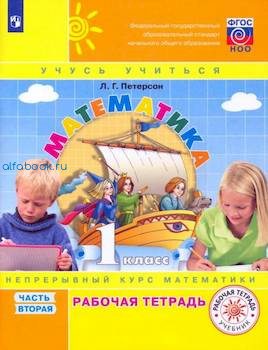 Федеральный государственный
образовательный стандарт
начального общего образования
ФГОС
НОО
УЧУСЬ УЧИТЬСЯ
Л. Г. Петерсон
МАТЕМАТИКА
alfabook.ru
1 класс
НЕПРЕРЫВНЫЙ КУРС МАТЕМАТИКИ
ЧАСТЬ
ВТОРАЯ
РАБОЧАЯ ТЕТРАДЬ
РАБОЧАЯ ТЕТРАДЬ
УЧЕБНИК